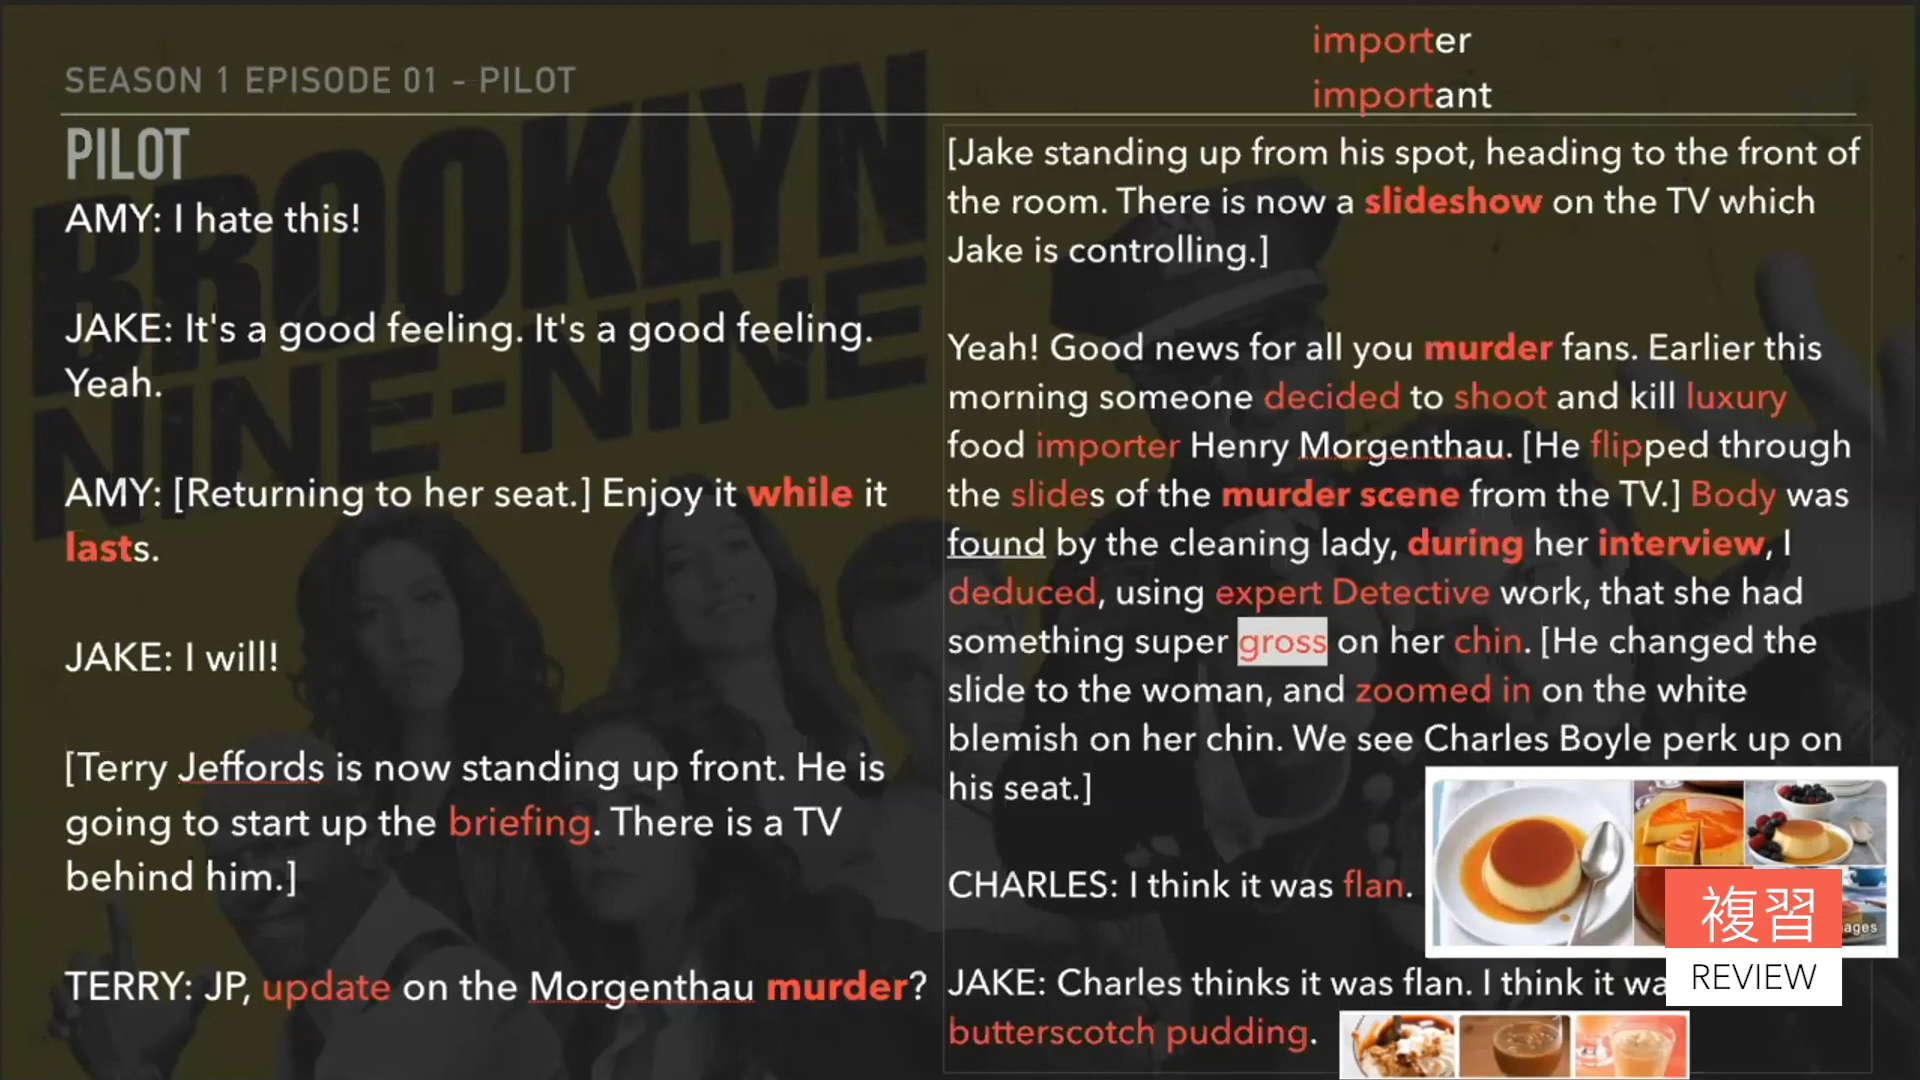 importer
important
SEASON 1 EPISODE 01 - PILOT
PILOT
BROOKLYN
NINE-NINE
AMY: I hate this!
JAKE: It's a good feeling. It's a good feeling.
Yeah.
AMY: [Returning to her seat.] Enjoy it while it
lasts.
JAKE: I will!
[Terry Jeffords is now standing up front. He is
going to start up the briefing. There is a TV
behind him.]
TERRY: JP, update on the Morgenthau murder?
[Jake standing up from his spot, heading to the front of
the room. There is now a slideshow on the TV which
Jake is controlling.]
Yeah! Good news for all you murder fans. Earlier this
morning someone decided to shoot and kill luxury
food importer Henry Morgenthau. [He flipped through
the slides of the murder scene from the TV.] Body was
found by the cleaning lady, during her interview, I
deduced, using expert Detective work, that she had
something super gross on her chin. [He changed the
slide to the woman, and zoomed in on the white
blemish on her chin. We see Charles Boyle perk up on
his seat.]
CHARLES: I think it was flan.
JAKE: Charles thinks it was flan. I think it wa
butterscotch pudding.
ages
複習
REVIEW